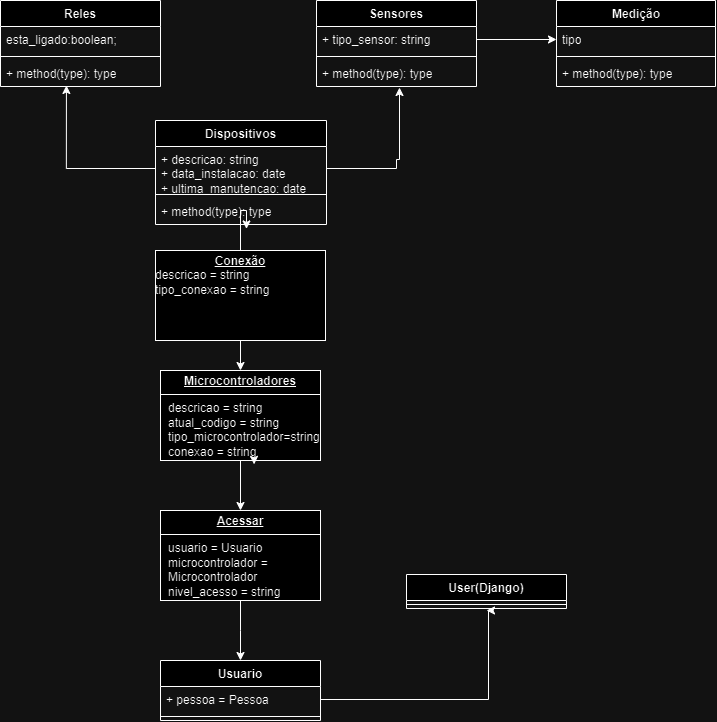 Reles
esta_ligado:boolean;
+ method(type): type
Sensores
+ tipo_sensor: string
+ method(type): type
Medição
tipo
+ method(type): type
Dispositivos
+ descricao: string
+ data_instalacao: date
+ ultima_manutencao: date
+ method(type): type
Conexão
descricao = string
tipo_conexao = string
Microcontroladores
descricao = string
atual_codigo = string
tipo_microcontrolador=string
conexao = string
Acessar
usuario = Usuario
microcontrolador =
Microcontrolador
nivel_acesso = string
User(Django)
Usuario
+ pessoa = Pessoa